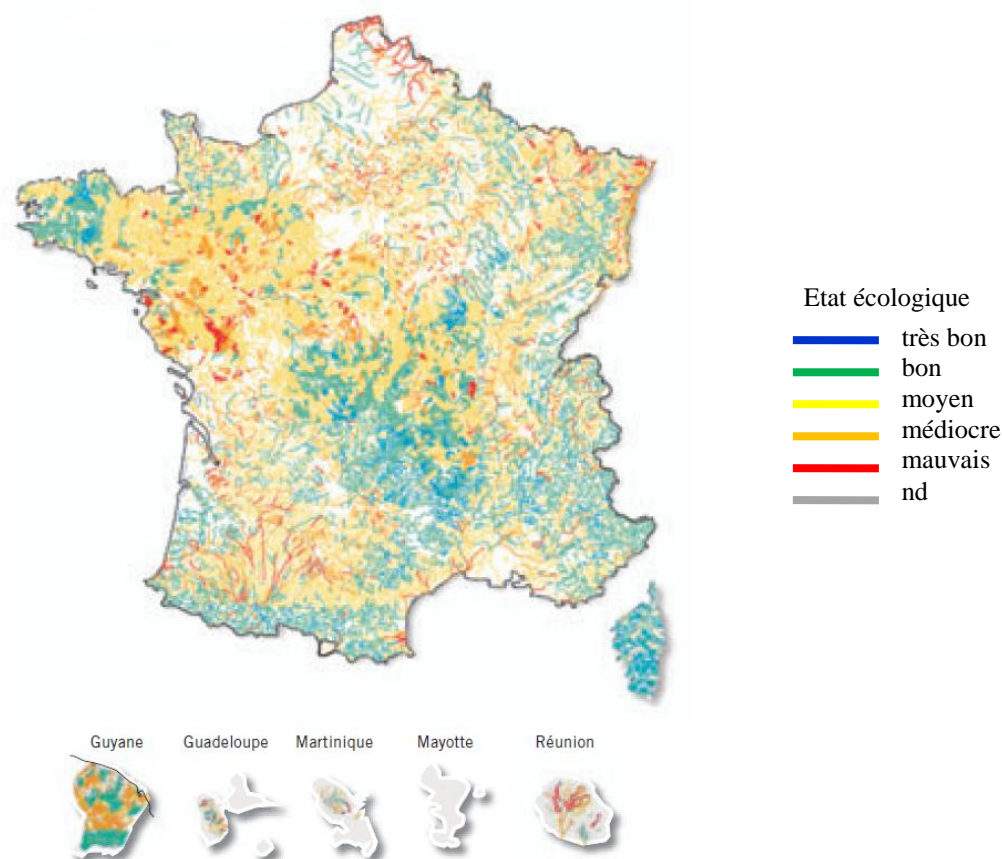 Etat écologique
très bon
bon
moyen
médiocre
mauvais
nd
Guyane Guadeloupe Martinique Mayotte Réunion